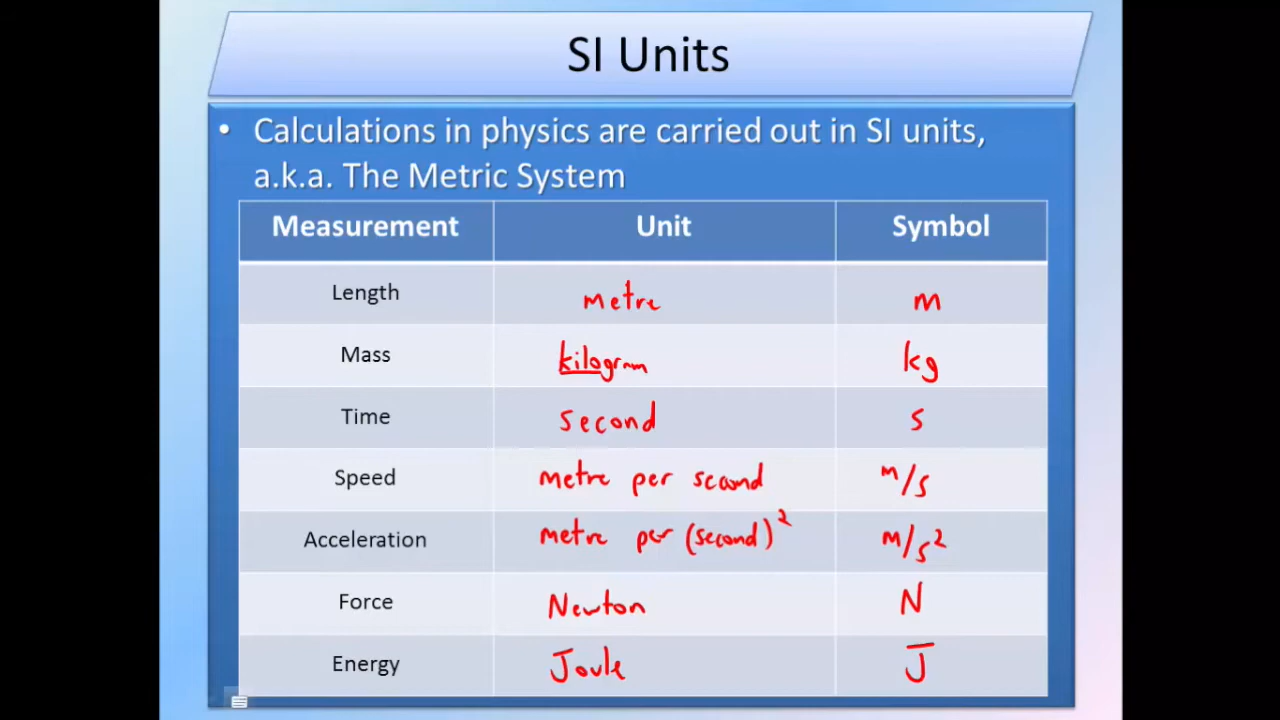 SI Units
• Calculations in physics are carried out in SI units,
a.k.a. The Metric System
Measurement Unit Symbol
Length metre m
Mass kilogram kg
Time second s
Speed metre per second m/s
Acceleration metre per (second)² m/s²
Force Newton N
Energy Joule J